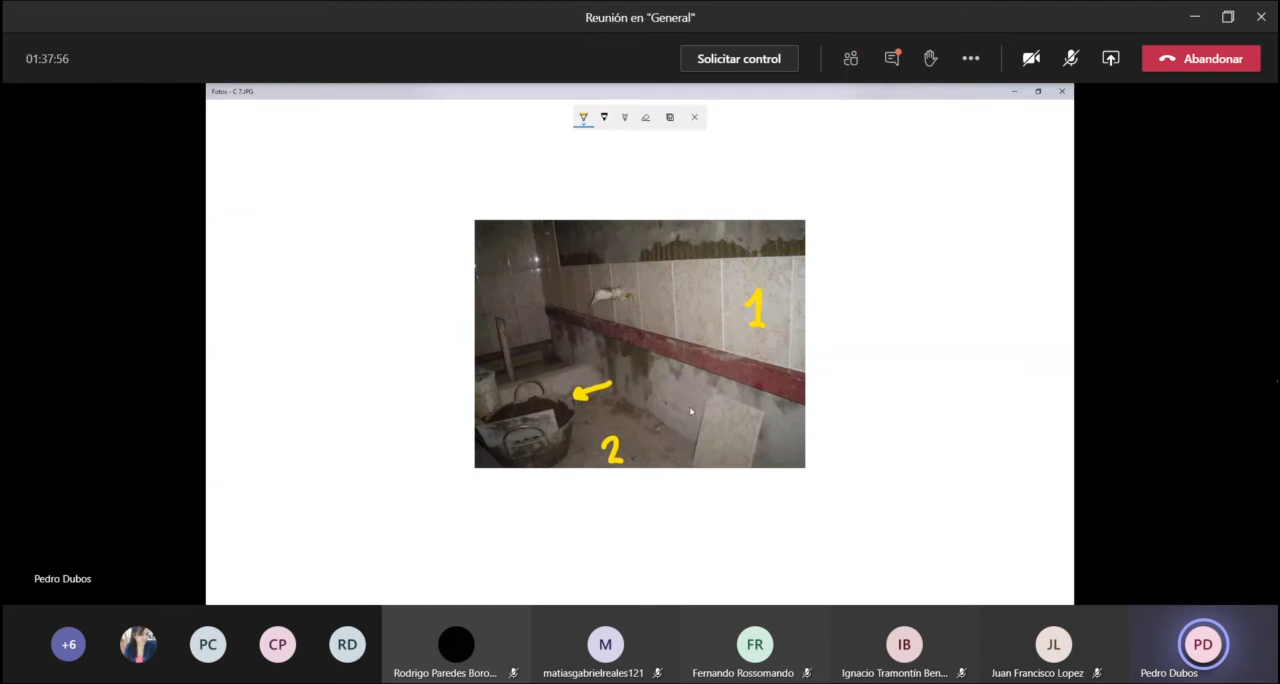 Reunión en "General"
01:37:56
Solicitar control
Abandonar
Fotos - C 7.JPG
1
2
Pedro Dubos
+6
PC
CP
RD
M
FR
IB
JL
PD
Rodrigo Paredes Boro...
matiasgabrielreales121
Fernando Rossomando
Ignacio Tramontín Ben...
Juan Francisco Lopez
Pedro Dubos